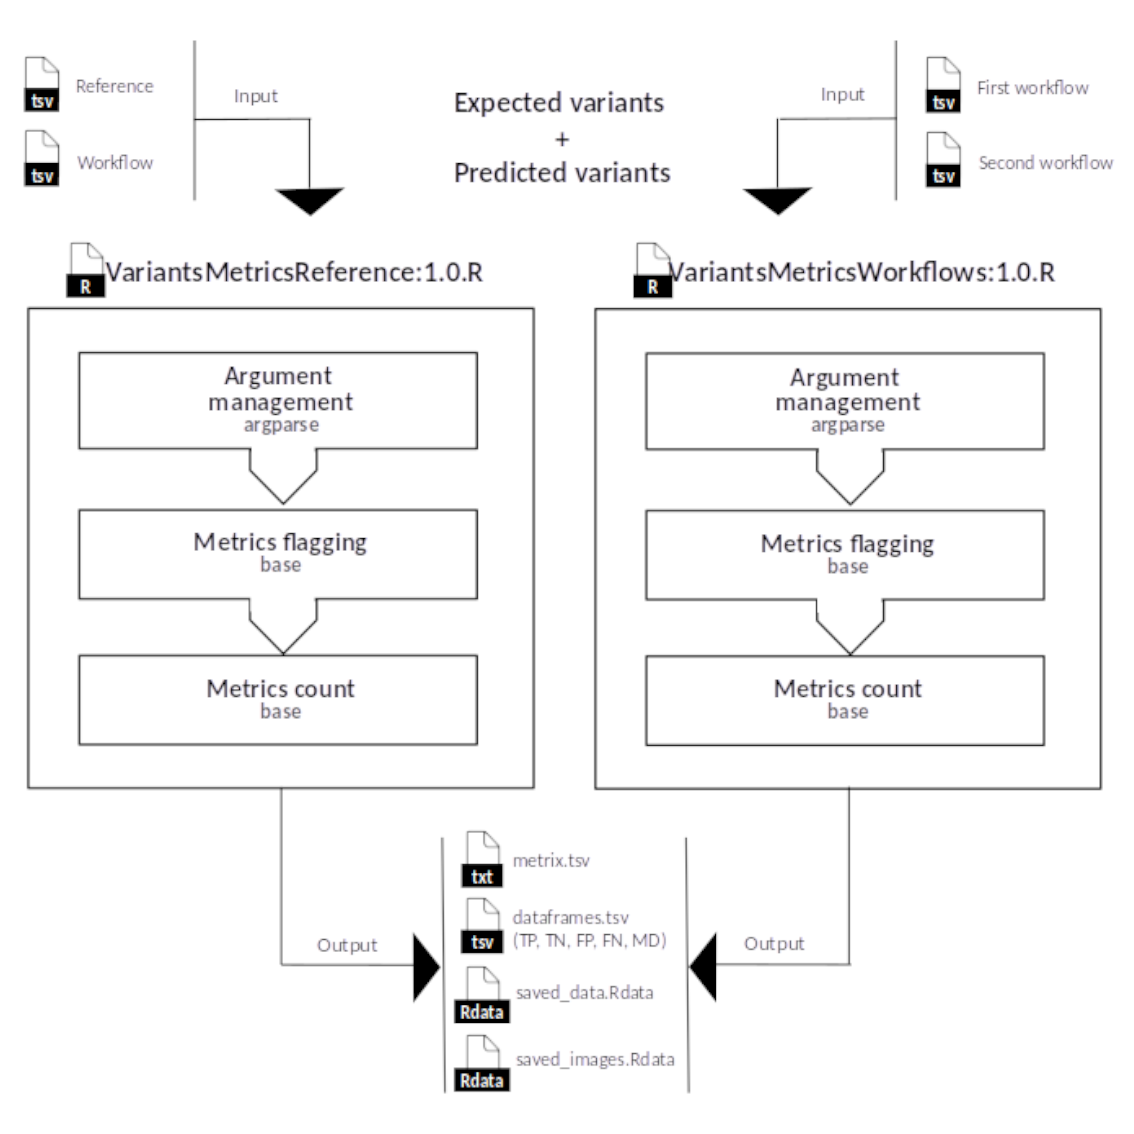 tsv
Reference
tsv
Workflow
Input
Expected variants
+
Predicted variants
Input
tsv
First workflow
tsv
Second workflow
R
VariantsMetricsReference:1.0.R
Argument
management
argparse
Metrics flagging
base
Metrics count
base
R
VariantsMetricsWorkflows:1.0.R
Argument
management
argparse
Metrics flagging
base
Metrics count
base
Output
txt
metrix.tsv
tsv
dataframes.tsv
(TP, TN, FP, FN, MD)
Rdata
saved_data.Rdata
Rdata
saved_images.Rdata
Output